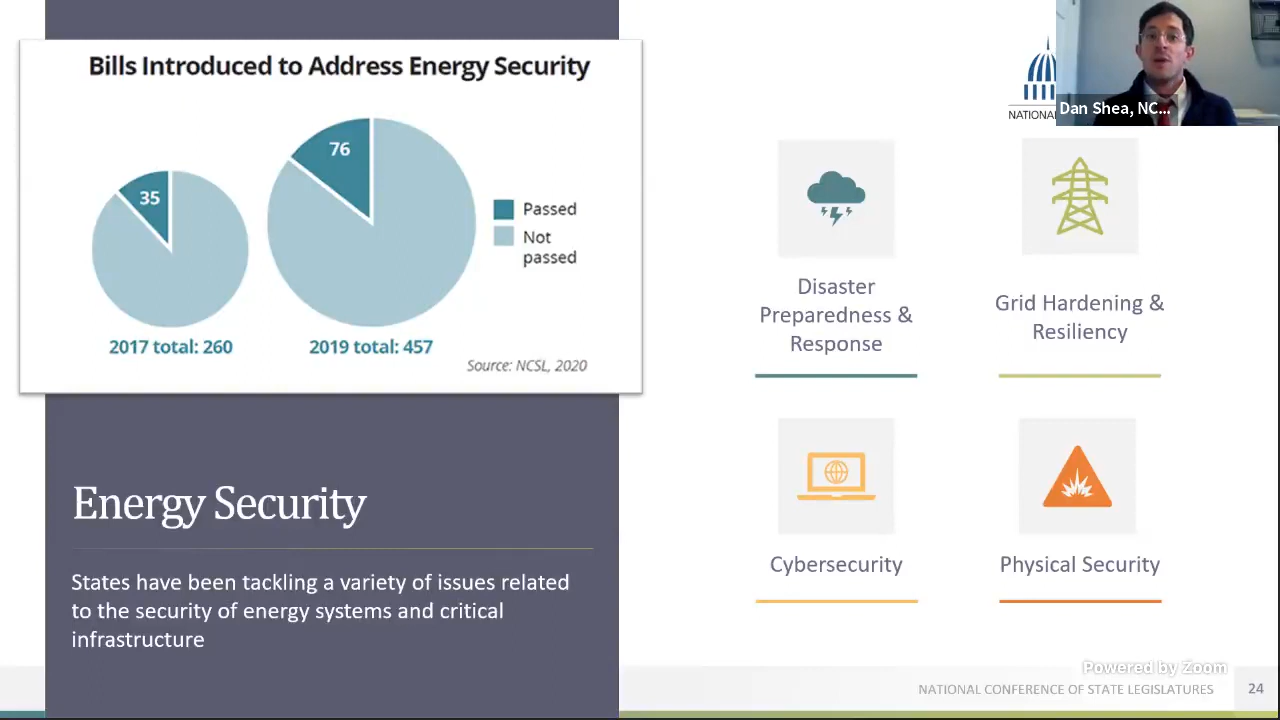 Bills Introduced to Address Energy Security
76
35
Passed
Not
passed
2017 total: 260
2019 total: 457
Source: NCSL, 2020
Energy Security
States have been tackling a variety of issues related
to the security of energy systems and critical
infrastructure
NATIONAL
Dan Shea, NC...
Disaster
Preparedness &
Response
Grid Hardening &
Resiliency
Cybersecurity
Physical Security
Powered by Zoom
NATIONAL CONFERENCE OF STATE LEGISLATURES
24